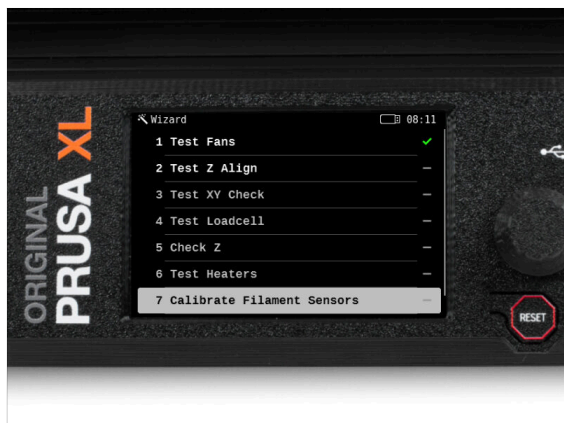 ORIGINAL
PRUSA XL
Wizard 08:11
1 Test Fans
2 Test Z Align
3 Test XY Check
4 Test Loadcell
5 Check Z
6 Test Heaters
7 Calibrate Filament Sensors
RESET